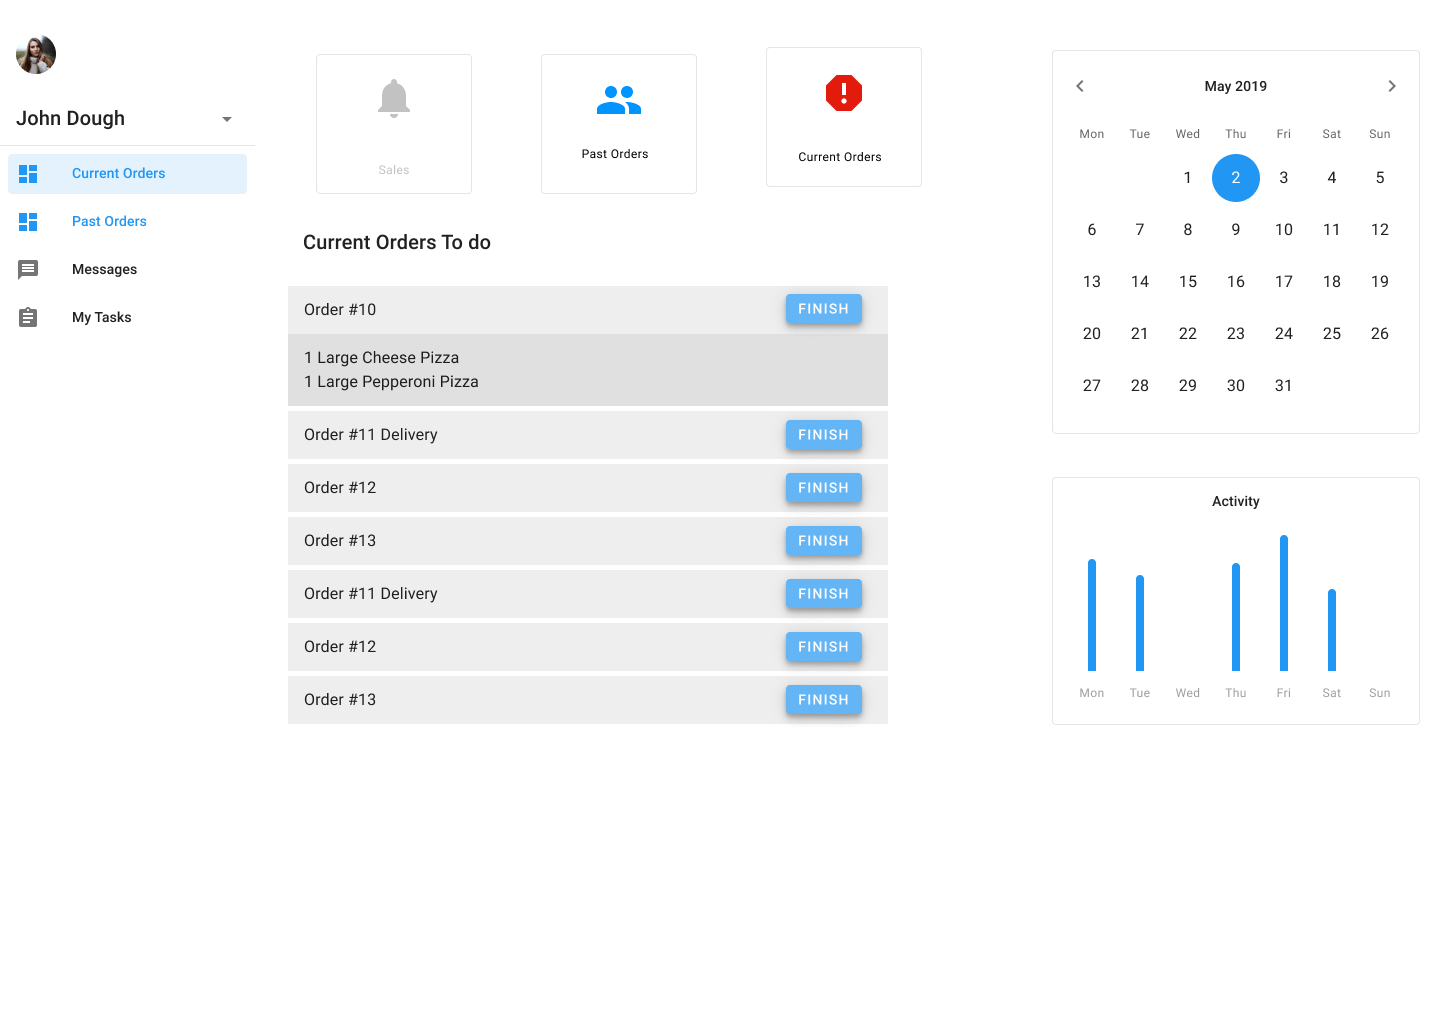 John Dough
Current Orders
Past Orders
Messages
My Tasks
Sales
Past Orders
Current Orders
Current Orders To do
Order #10 FINISH
1 Large Cheese Pizza
1 Large Pepperoni Pizza
Order #11 Delivery FINISH
Order #12 FINISH
Order #13 FINISH
Order #11 Delivery FINISH
Order #12 FINISH
Order #13 FINISH
May 2019
Mon Tue Wed Thu Fri Sat Sun
1 2 3 4 5
6 7 8 9 10 11 12
13 14 15 16 17 18 19
20 21 22 23 24 25 26
27 28 29 30 31
Activity
Mon Tue Wed Thu Fri Sat Sun